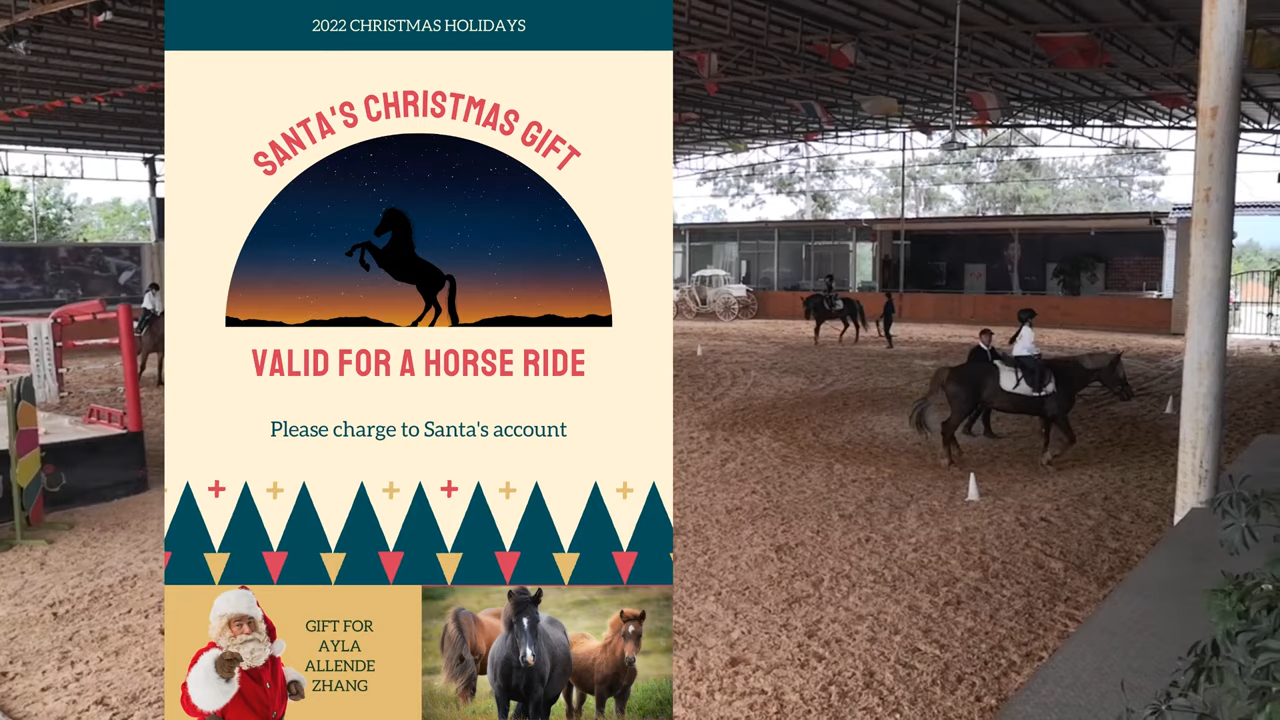 2022 CHRISTMAS HOLIDAYS
SANTA'S CHRISTMAS GIFT
VALID FOR A HORSE RIDE
Please charge to Santa's account
GIFT FOR
AYLA
ALLENDE
ZHANG